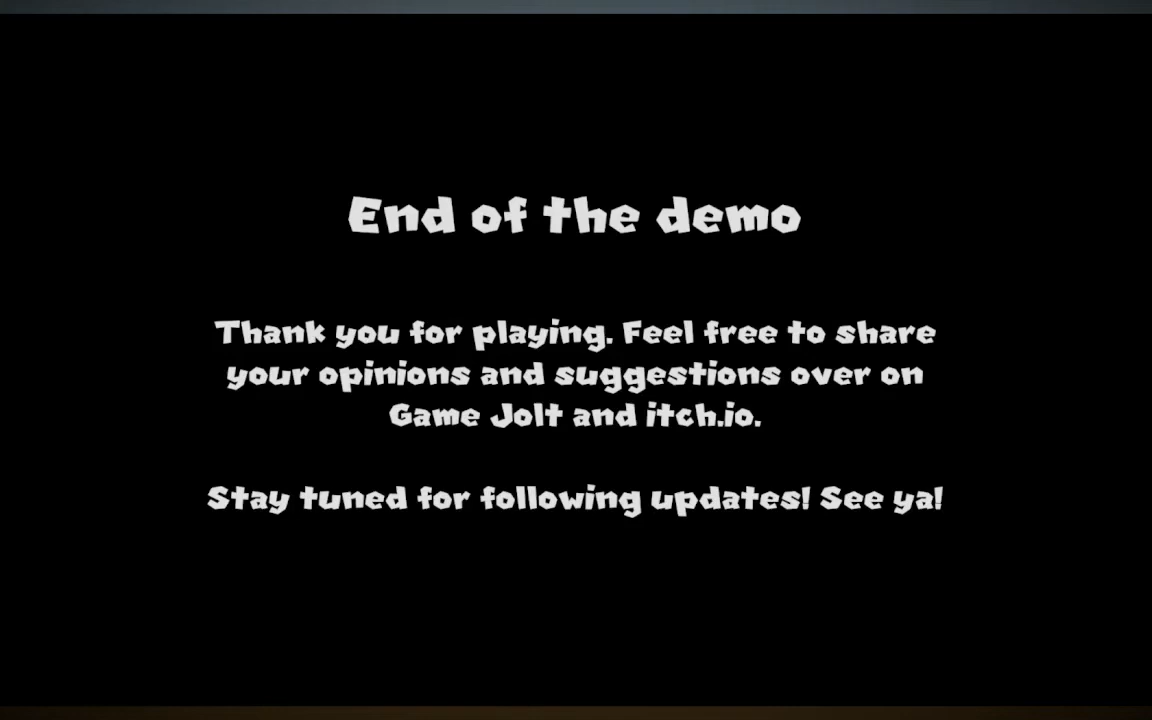 End of the demo
Thank you for playing. Feel free to share
your opinions and suggestions over on
Game Jolt and itch.io.
Stay tuned for following updates! See ya!